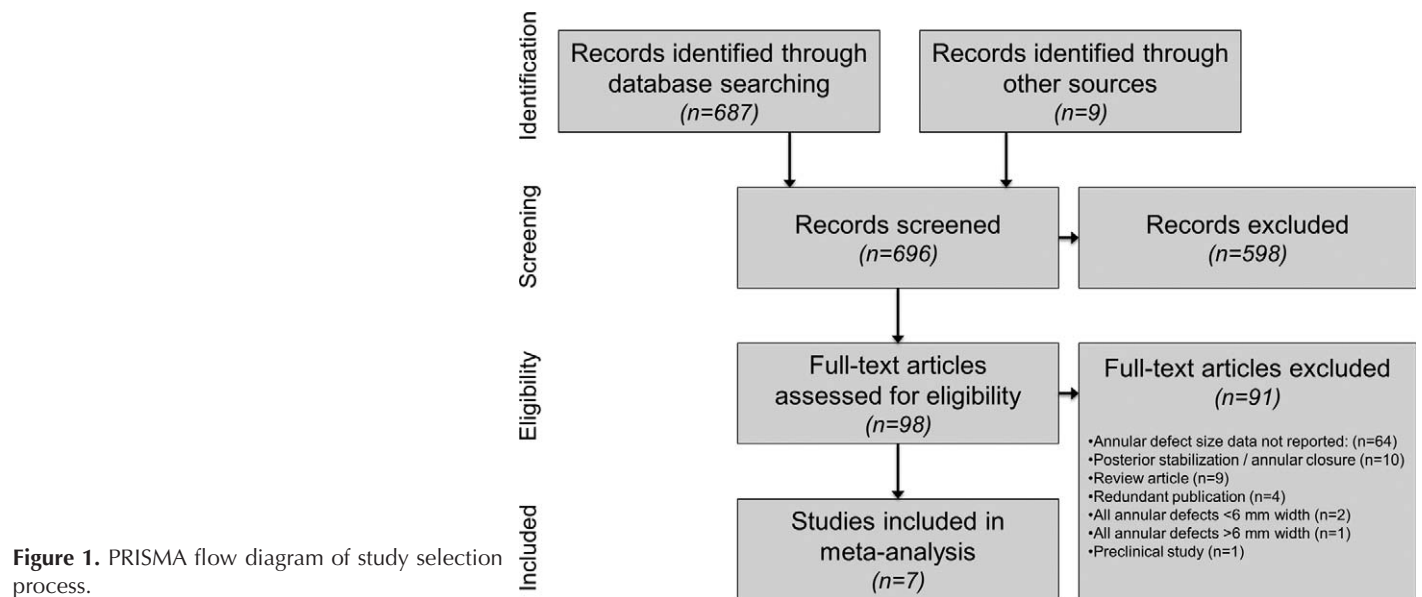 Identification
Records identified through
database searching
(n=687)
Records identified through
other sources
(n=9)
Screening
Records screened
(n=696)
Records excluded
(n=598)
Eligibility
Full-text articles
assessed for eligibility
(n=98)
Full-text articles excluded
(n=91)
•Annular defect size data not reported: (n=64)
•Posterior stabilization / annular closure (n=10)
•Review article (n=9)
•Redundant publication (n=4)
•All annular defects <6 mm width (n=2)
•All annular defects >6 mm width (n=1)
•Preclinical study (n=1)
Included
Studies included in
meta-analysis
(n=7)
Figure 1. PRISMA flow diagram of study selection
process.